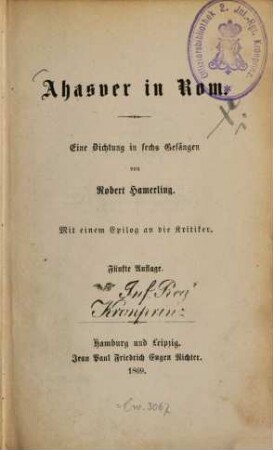 Ahasver in Rom.
Eine Dichtung in sechs Gesängen
von
Robert Hamerling.
Mit einem Epilog an die Kritiker.
Fünfte Auflage.
Inf. Reg
Kronprinz
Hamburg und Leipzig.
Jean Paul Friedrich Eugen Richter.
1869.